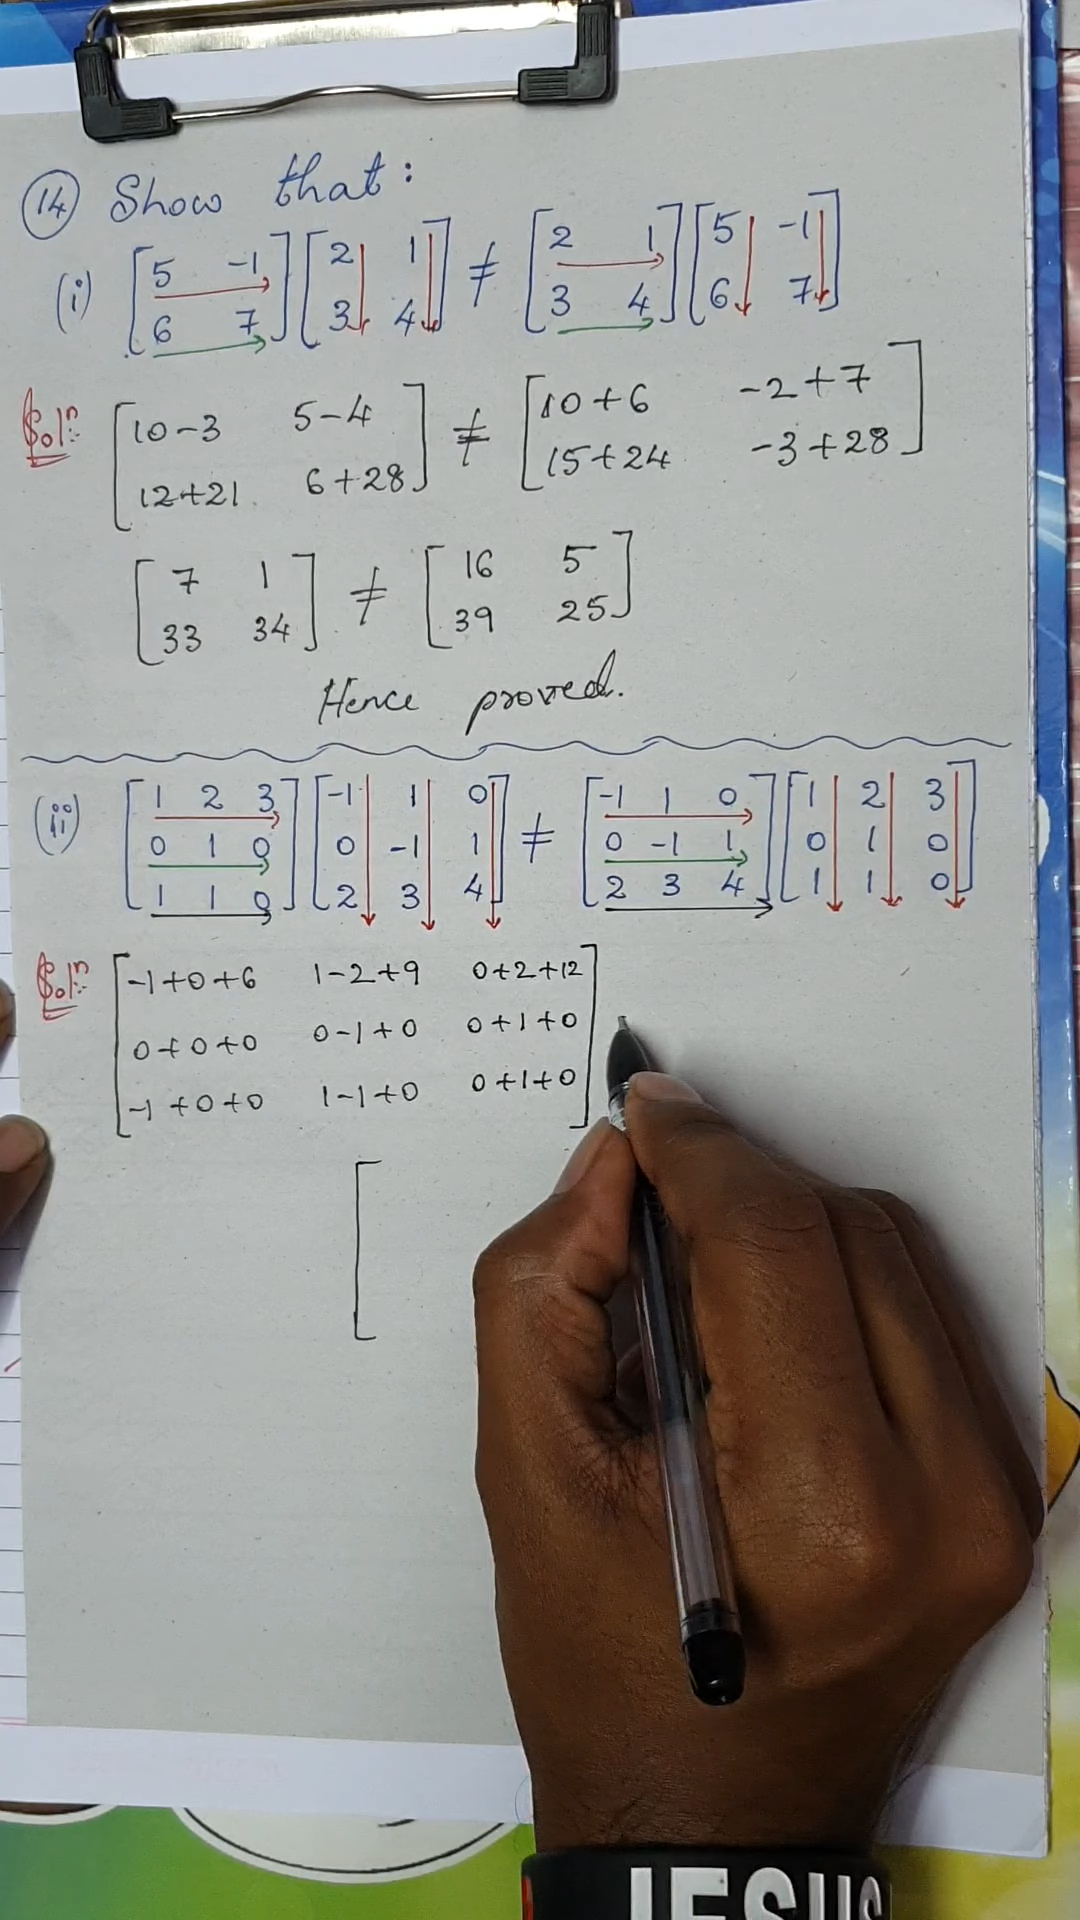 14 Show that:
(i) [5 -1; 6 7] [2 1; 3 4] ≠ [2 1; 3 4] [5 -1; 6 7]
Solⁿ: [10-3 5-4; 12+21 6+28] ≠ [10+6 -2+7; 15+24 -3+28]
[7 1; 33 34] ≠ [16 5; 39 25]
Hence proved.
(ii) [1 2 3; 0 1 0; 1 1 0] [-1 1 0; 0 -1 1; 2 3 4] ≠ [-1 1 0; 0 -1 1; 2 3 4] [1 2 3; 0 1 0; 1 1 0]
Solⁿ: [-1+0+6 1-2+9 0+2+12; 0+0+0 0-1+0 0+1+0; -1+0+0 1-1+0 0+1+0]
[
JESUS